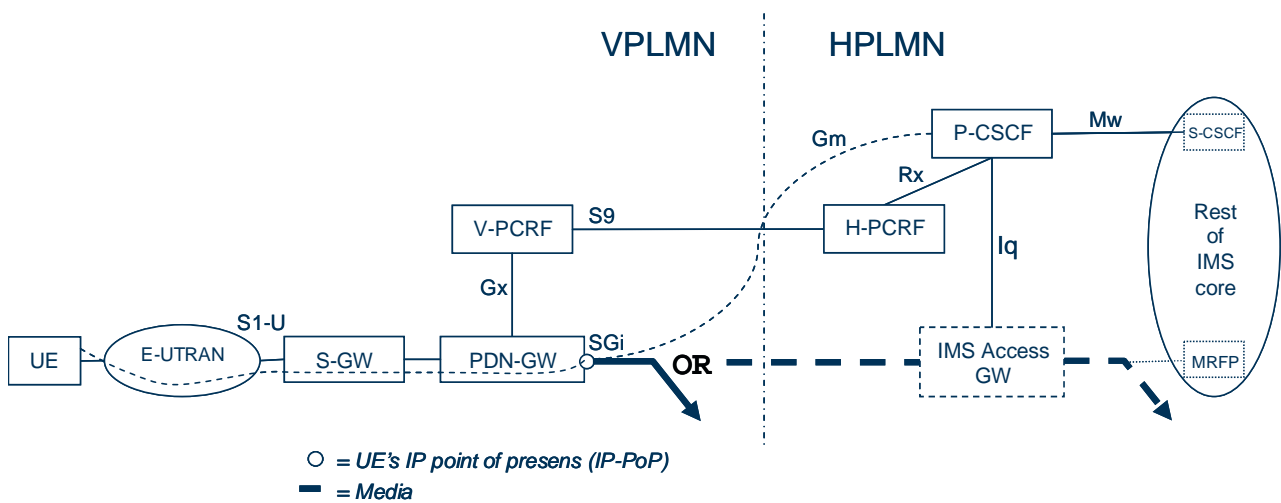 VPLMN
HPLMN
P-CSCF
Mw
S-CSCF
Gm
Rx
V-PCRF
S9
H-PCRF
Iq
Rest
of
IMS
core
Gx
S1-U
SGi
UE
E-UTRAN
S-GW
PDN-GW
OR
IMS Access
GW
MRFP
= UE's IP point of presens (IP-PoP)
= Media